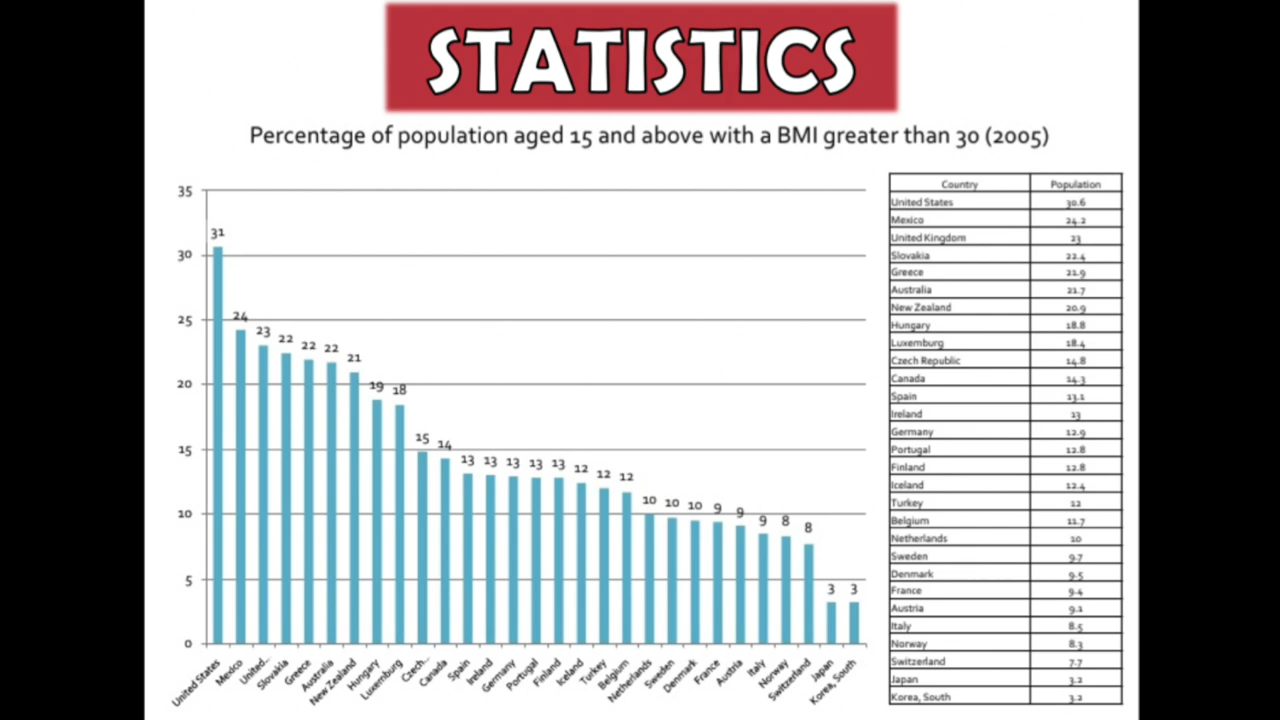 STATISTICS
Percentage of population aged 15 and above with a BMI greater than 30 (2005)
35
30
25
20
15
10
5
0
31
24
23
22
22
22
21
19
18
15
14
13
13
13
13
13
12
12
12
10
10
10
9
9
9
8
8
3
3
United States
Mexico
United...
Slovakia
Greece
Australia
New Zealand
Hungary
Luxemburg
Czech...
Canada
Spain
Ireland
Germany
Portugal
Finland
Iceland
Turkey
Belgium
Netherlands
Sweden
Denmark
France
Austria
Italy
Norway
Switzerland
Japan
Korea, South
Country Population
United States 30.6
Mexico 24.2
United Kingdom 23
Slovakia 22.4
Greece 21.9
Australia 21.7
New Zealand 20.9
Hungary 18.8
Luxemburg 18.4
Czech Republic 14.8
Canada 14.3
Spain 13.1
Ireland 13
Germany 12.9
Portugal 12.8
Finland 12.8
Iceland 12.4
Turkey 12
Belgium 11.7
Netherlands 10
Sweden 9.7
Denmark 9.5
France 9.4
Austria 9.1
Italy 8.5
Norway 8.3
Switzerland 7.7
Japan 3.2
Korea, South 3.2